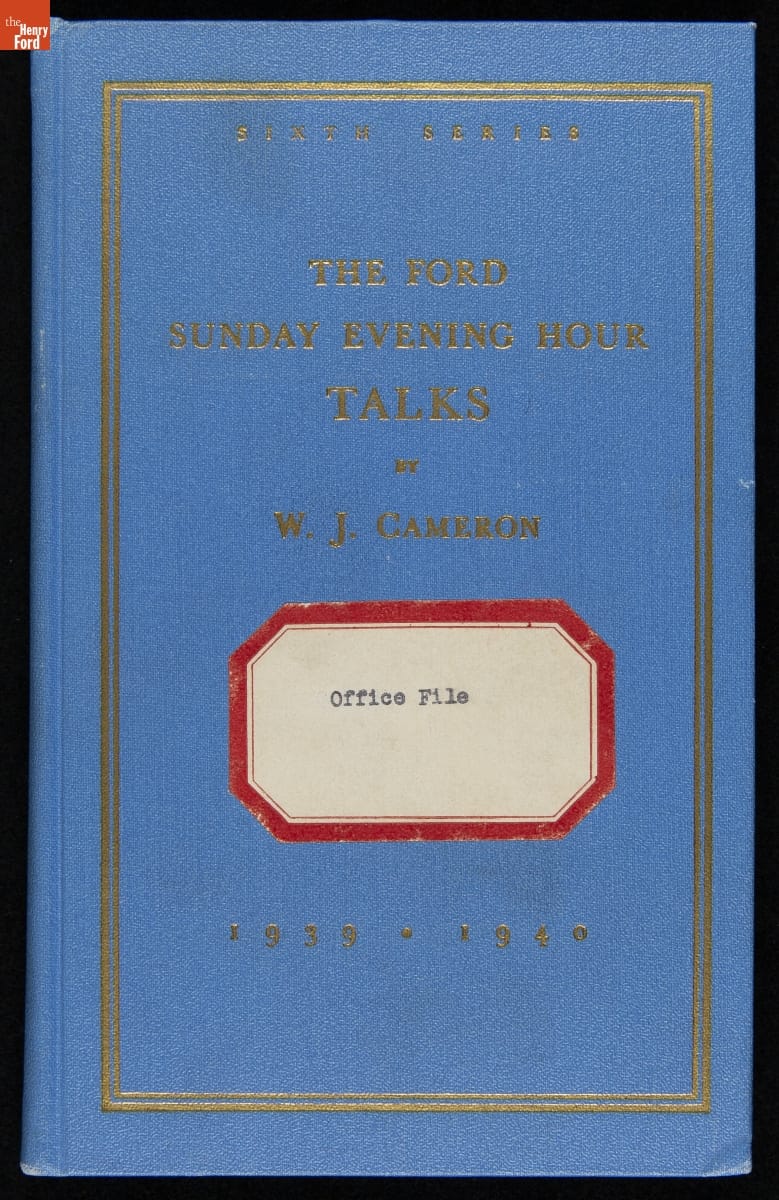 the
Henry
Ford
SIXTH SERIES
THE FORD
SUNDAY EVENING HOUR
TALKS
BY
W. J. CAMERON
Office File
1939 • 1940